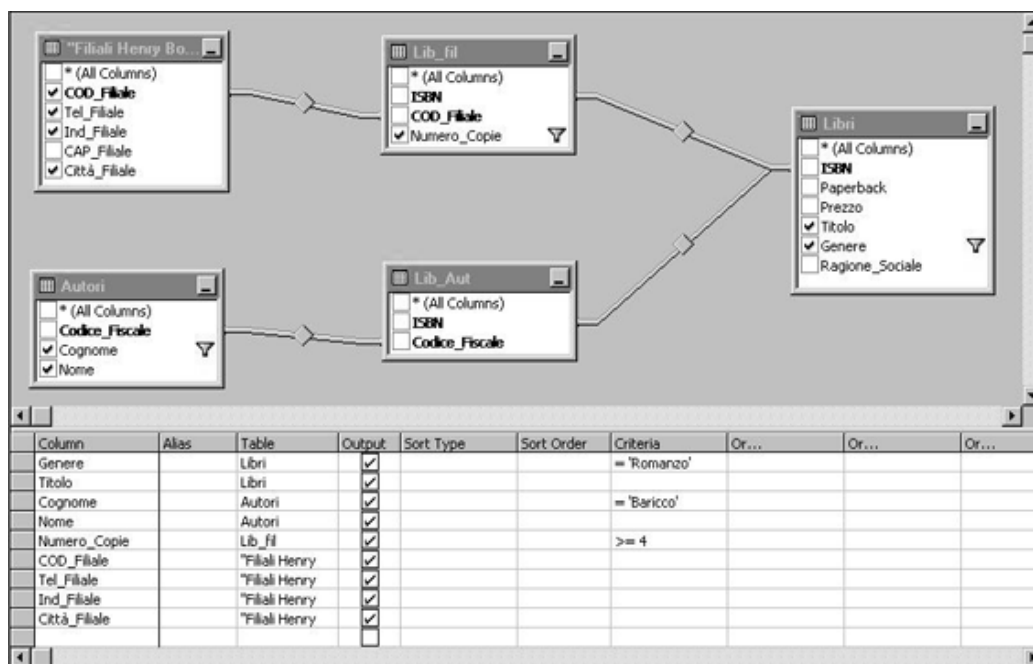 "Filiali Henry Bo...
* (All Columns)
COD_Filiale
Tel_Filiale
Ind_Filiale
CAP_Filiale
Città_Filiale
Lib_fil
* (All Columns)
ISBN
COD_Filiale
Numero_Copie
Libri
* (All Columns)
ISBN
Paperback
Prezzo
Titolo
Genere
Ragione_Sociale
Autori
* (All Columns)
Codice_Fiscale
Cognome
Nome
Lib_Aut
* (All Columns)
ISBN
Codice_Fiscale
Column Alias Table Output Sort Type Sort Order Criteria Or... Or... Or...
Genere Libri = 'Romanzo'
Titolo Libri
Cognome Autori = 'Baricco'
Nome Autori
Numero_Copie Lib_fil >= 4
COD_Filiale "Filiali Henry
Tel_Filiale "Filiali Henry
Ind_Filiale "Filiali Henry
Città_Filiale "Filiali Henry